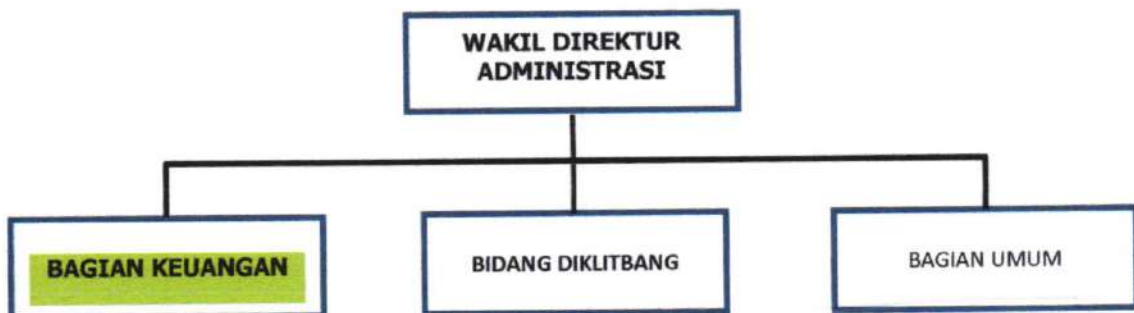 WAKIL DIREKTUR
ADMINISTRASI
BAGIAN KEUANGAN
BIDANG DIKLITBANG
BAGIAN UMUM